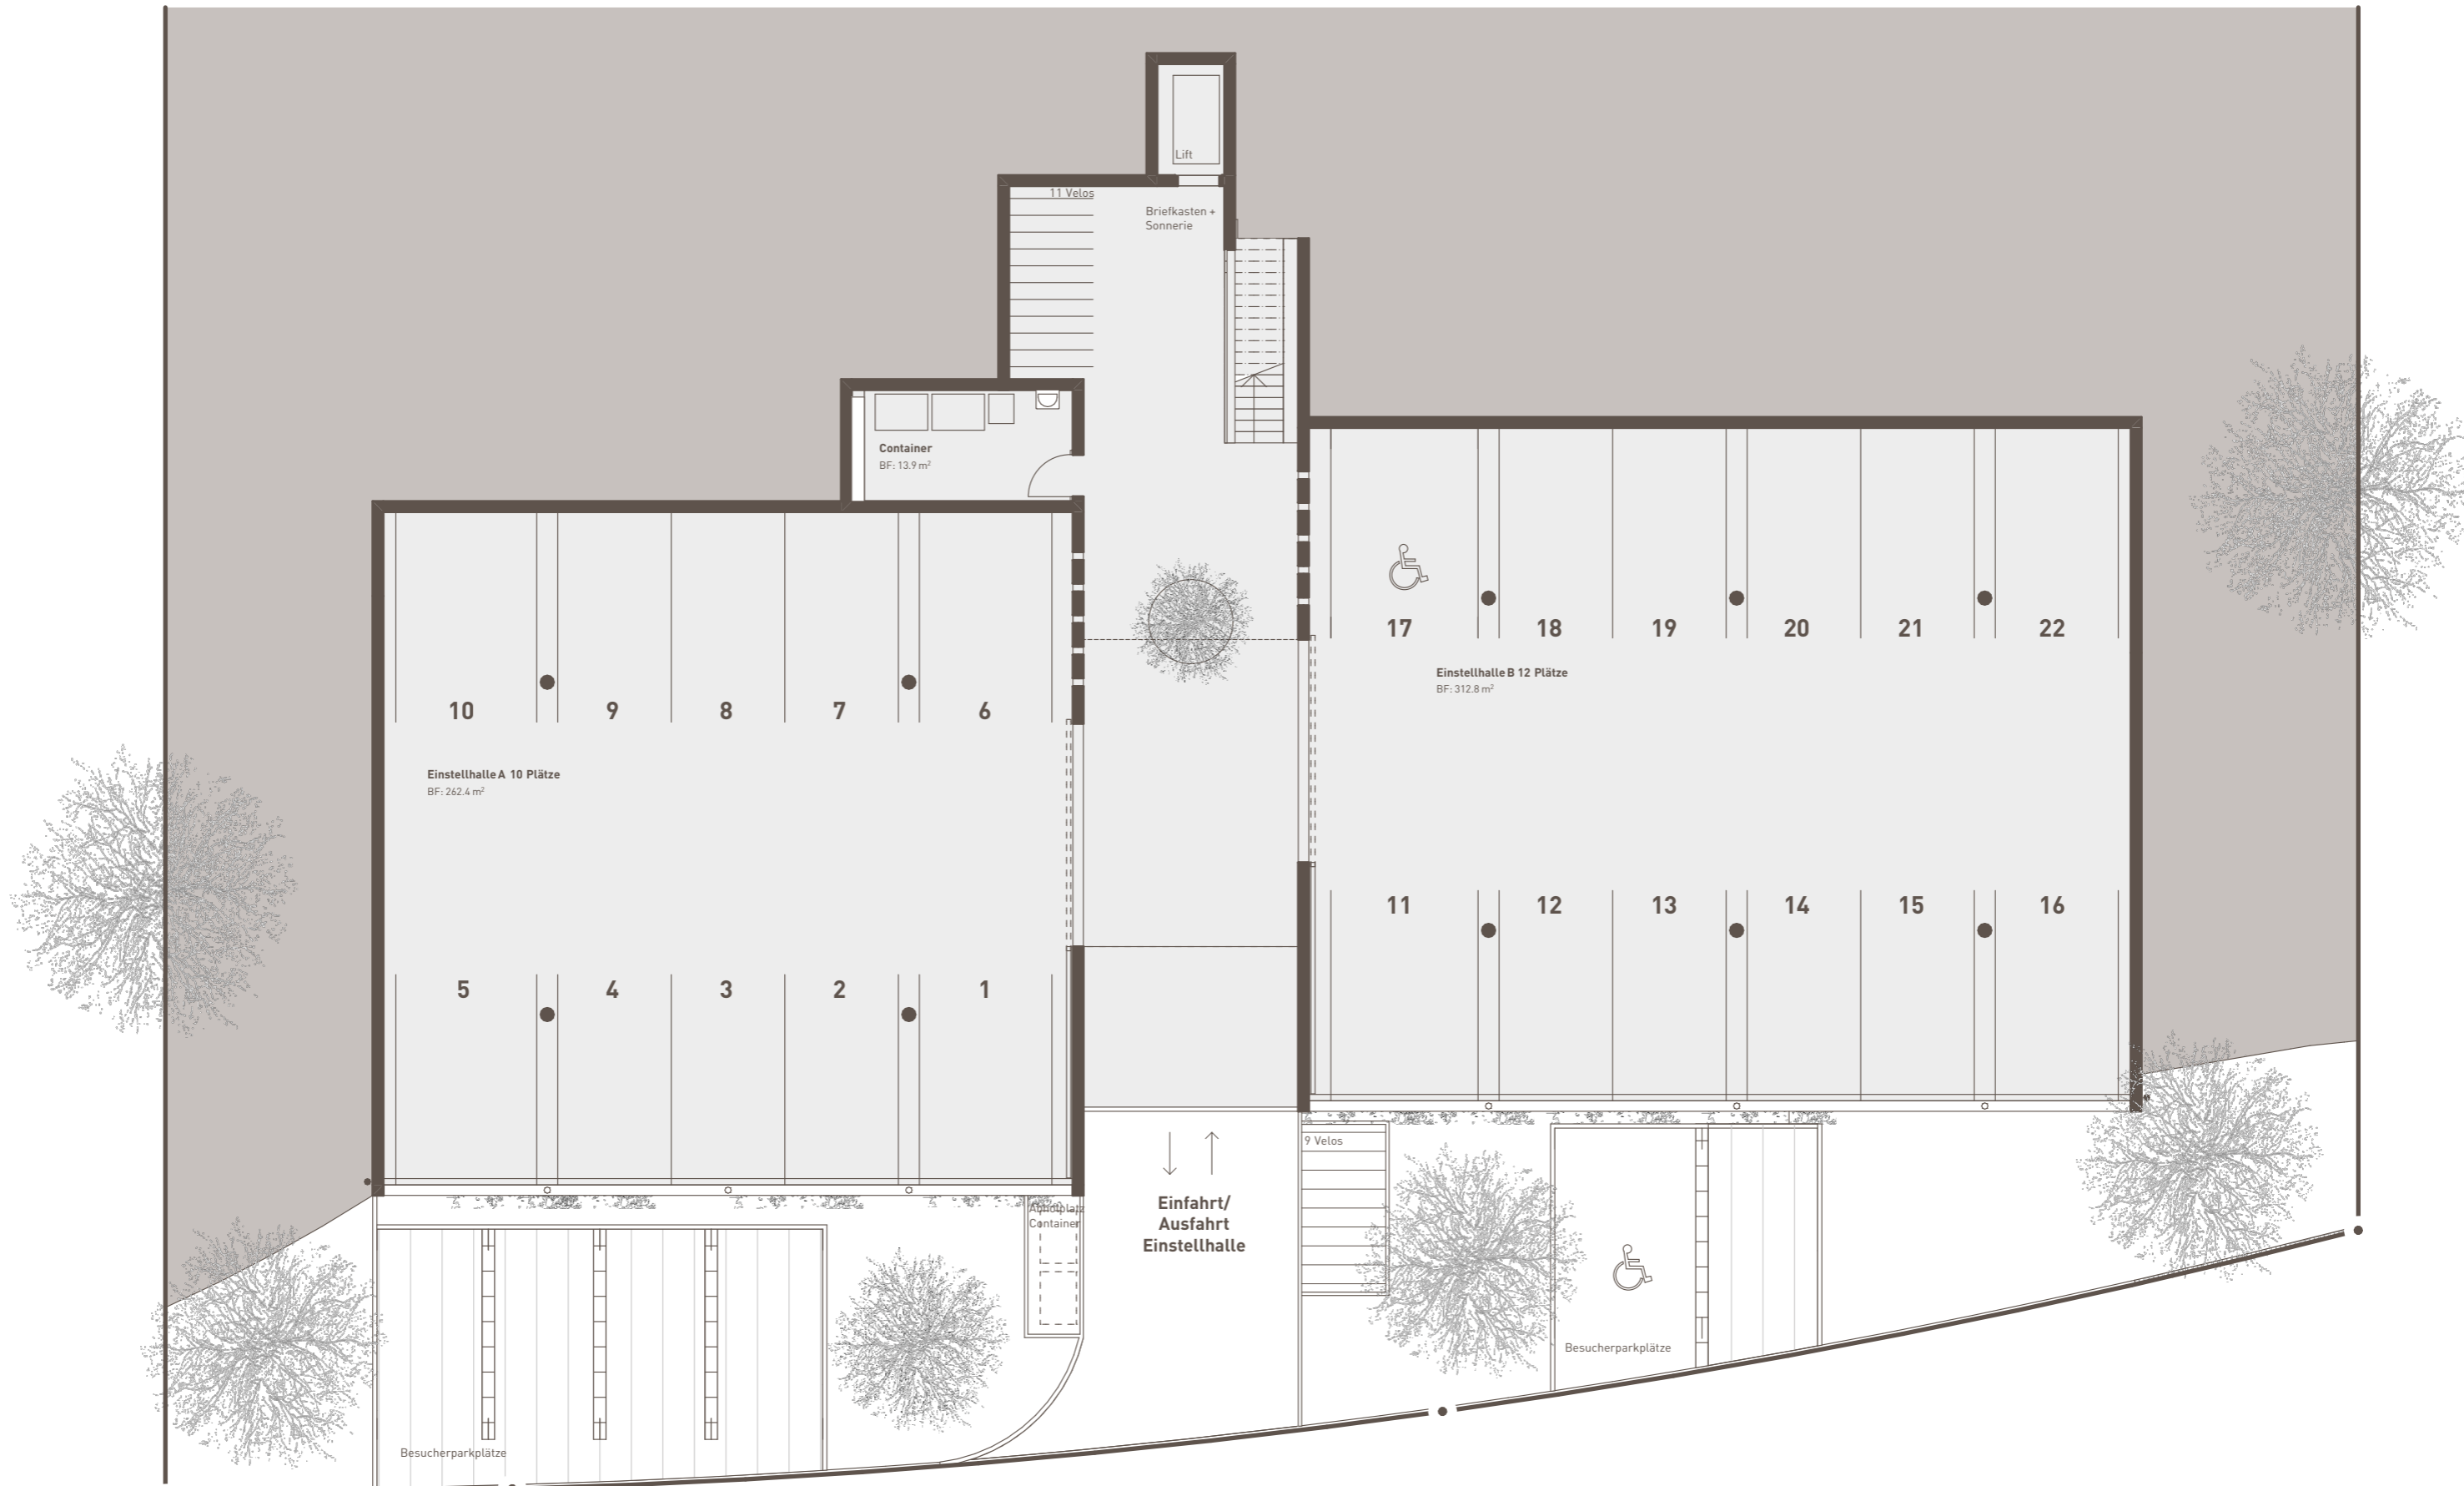 Lift
11 Velos
Briefkasten +
Sonnerie
Container
BF: 13.9 m²
17 18 19 20 21 22
Einstellhalle B 12 Plätze
BF: 312.8 m²
10 9 8 7 6
Einstellhalle A 10 Plätze
BF: 262.4 m²
11 12 13 14 15 16
5 4 3 2 1
9 Velos
Abholplatz
Container
Einfahrt/
Ausfahrt
Einstellhalle
Besucherparkplätze
Besucherparkplätze